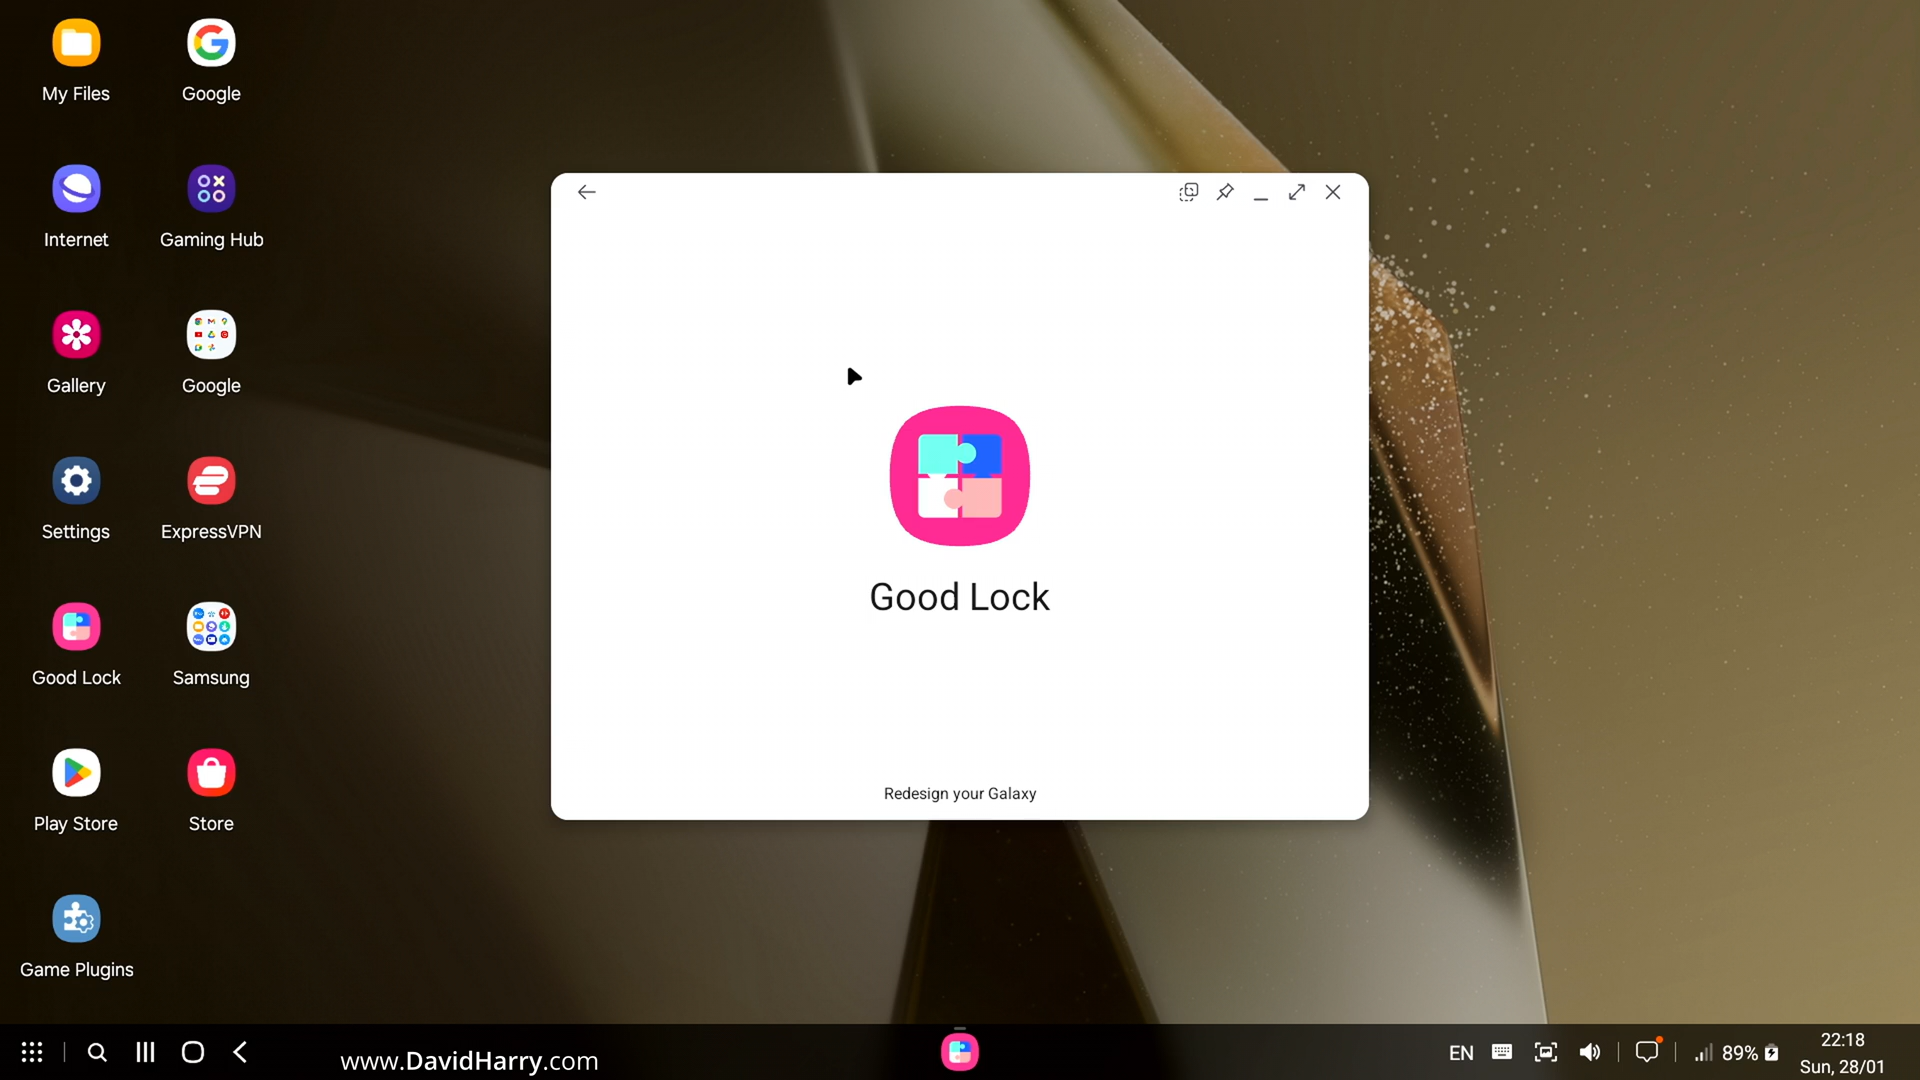 My Files
Google
Internet
Gaming Hub
Gallery
Google
Settings
ExpressVPN
Good Lock
Samsung
Play Store
Store
Game Plugins
Good Lock
Redesign your Galaxy
www.DavidHarry.com
EN
89%
22:18
Sun, 28/01